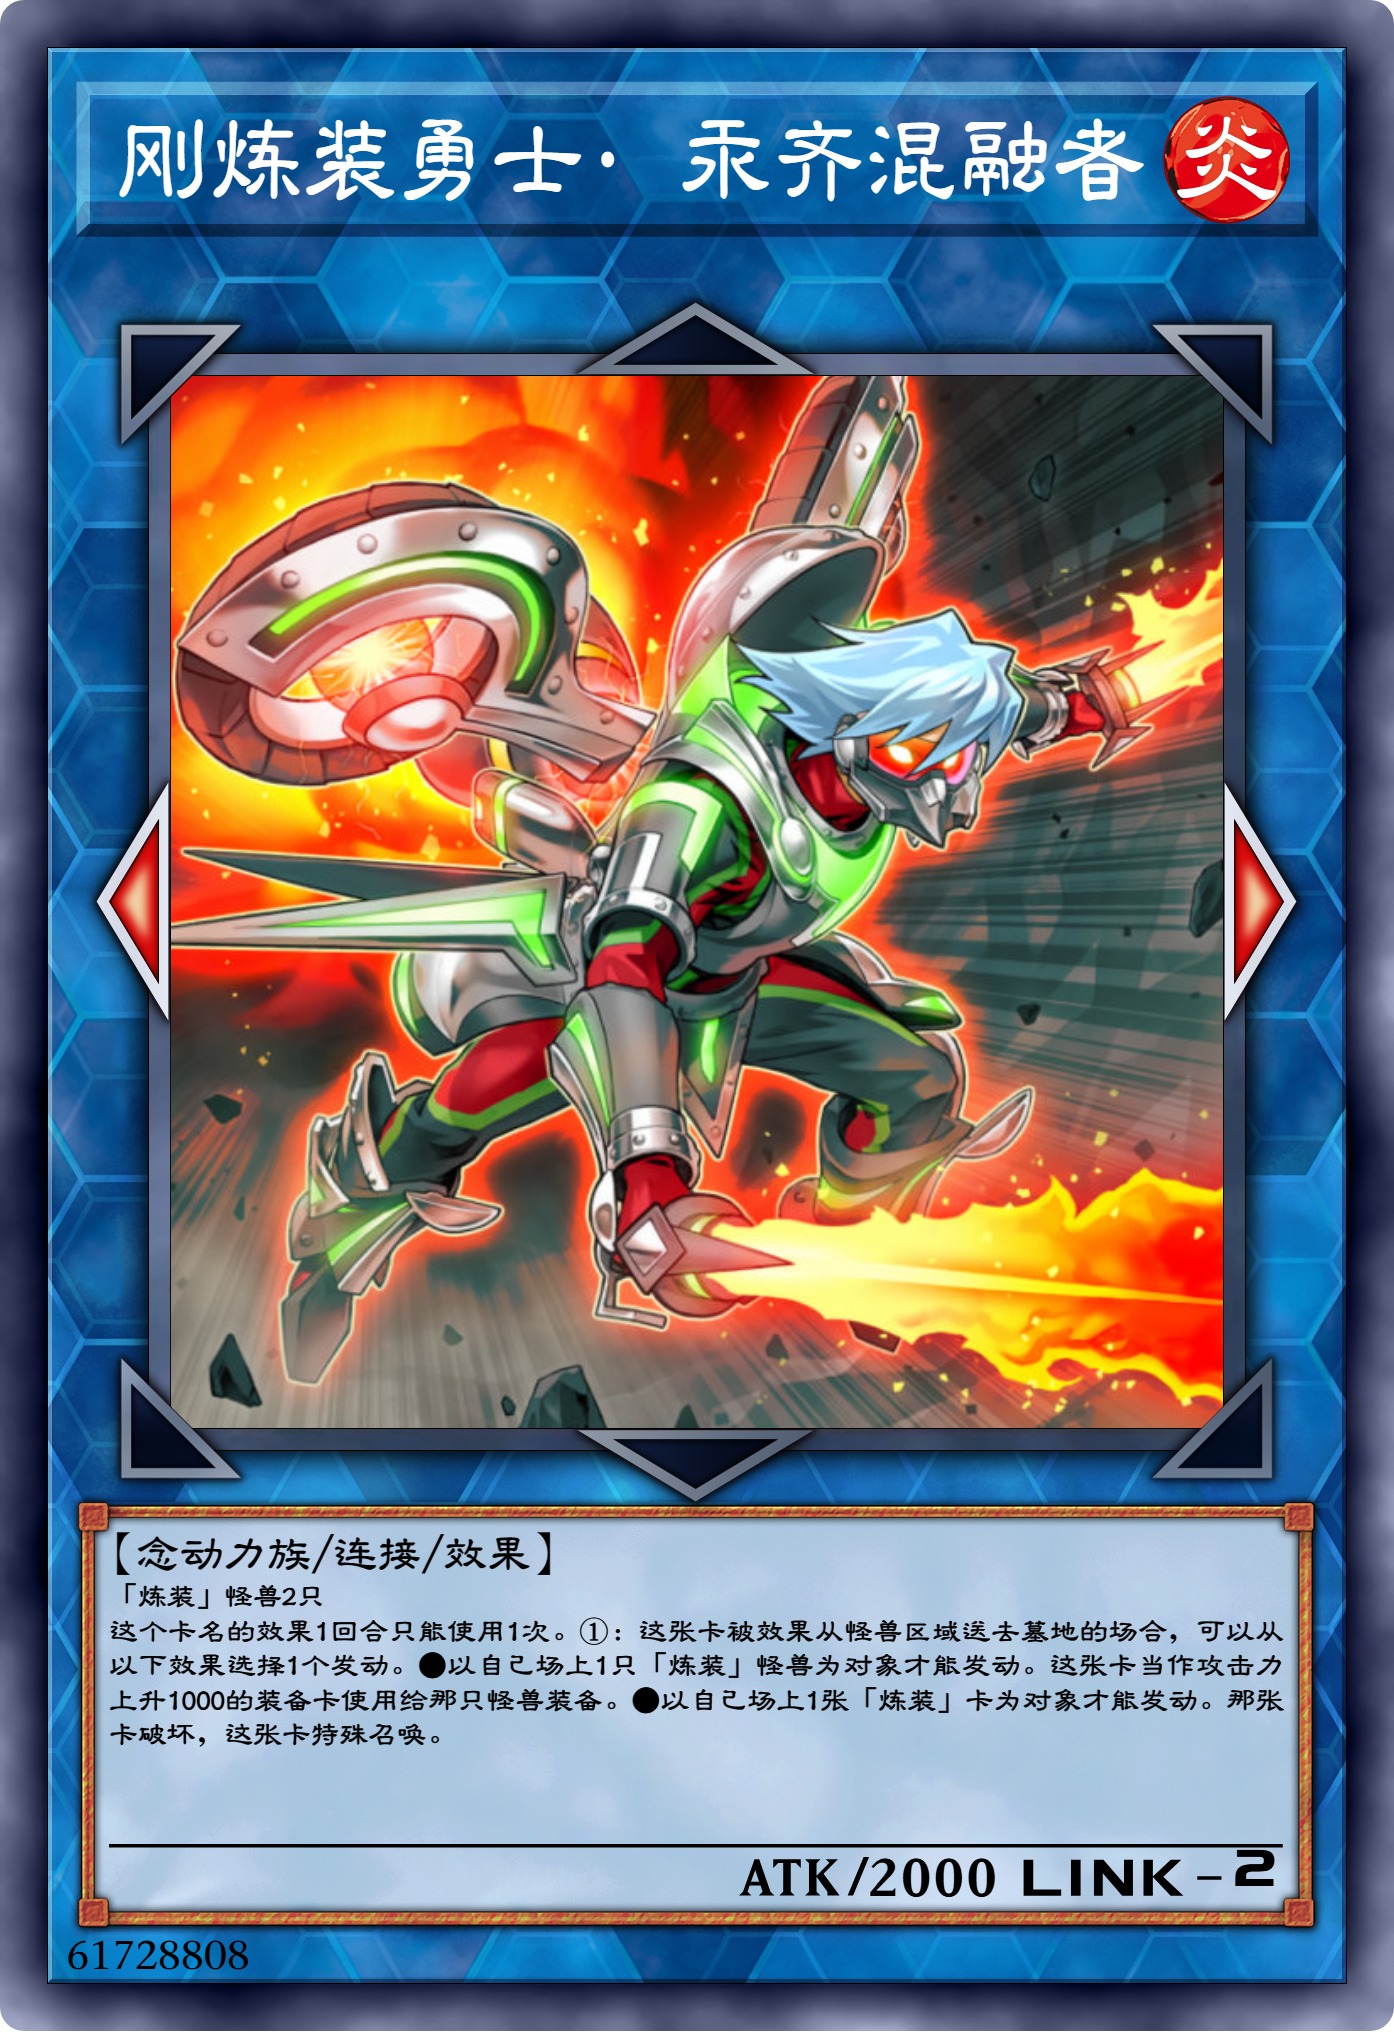 刚炼装勇士·汞齐混融者 炎
【念动力族/连接/效果】
「炼装」怪兽2只
这个卡名的效果1回合只能使用1次。①：这张卡被效果从怪兽区域送去墓地的场合，可以从
以下效果选择1个发动。●以自己场上1只「炼装」怪兽为对象才能发动。这张卡当作攻击力
上升1000的装备卡使用给那只怪兽装备。●以自己场上1张「炼装」卡为对象才能发动。那张
卡破坏，这张卡特殊召唤。
ATK/2000 LINK-2
61728808